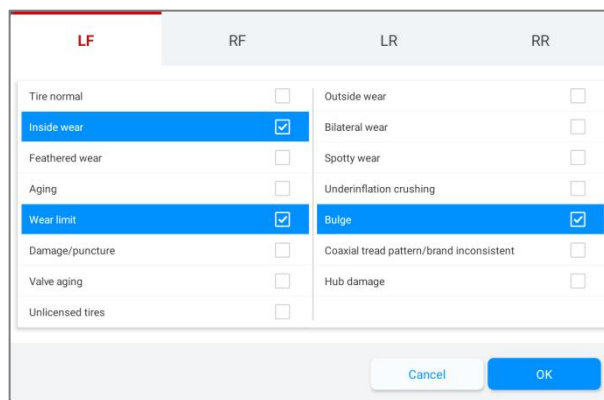 LF RF LR RR
Tire normal
Inside wear
Feathered wear
Aging
Wear limit
Damage/puncture
Valve aging
Unlicensed tires
Outside wear
Bilateral wear
Spotty wear
Underinflation crushing
Bulge
Coaxial tread pattern/brand inconsistent
Hub damage
Cancel OK